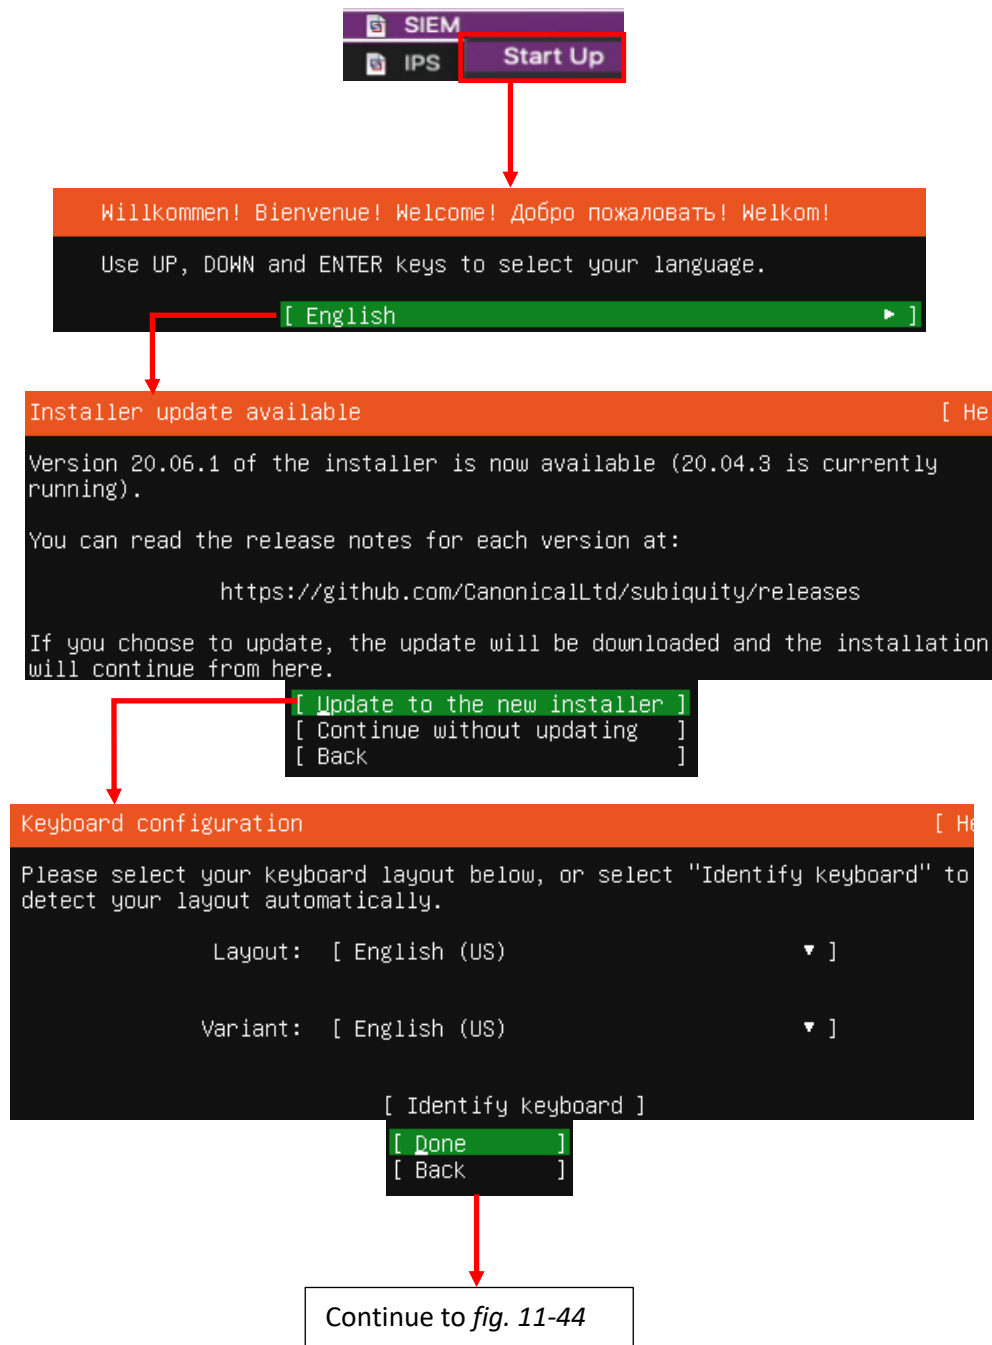 SIEM
IPS
Start Up
Willkommen! Bienvenue! Welcome! Добро пожаловать! Welkom!
Use UP, DOWN and ENTER keys to select your language.
[ English ► ]
Installer update available [ He
Version 20.06.1 of the installer is now available (20.04.3 is currently
running).
You can read the release notes for each version at:
https://github.com/CanonicalLtd/subiquity/releases
If you choose to update, the update will be downloaded and the installation
will continue from here.
[ Update to the new installer ]
[ Continue without updating ]
[ Back ]
Keyboard configuration [ He
Please select your keyboard layout below, or select "Identify keyboard" to
detect your layout automatically.
Layout: [ English (US) ▼ ]
Variant: [ English (US) ▼ ]
[ Identify keyboard ]
[ Done ]
[ Back ]
Continue to fig. 11-44